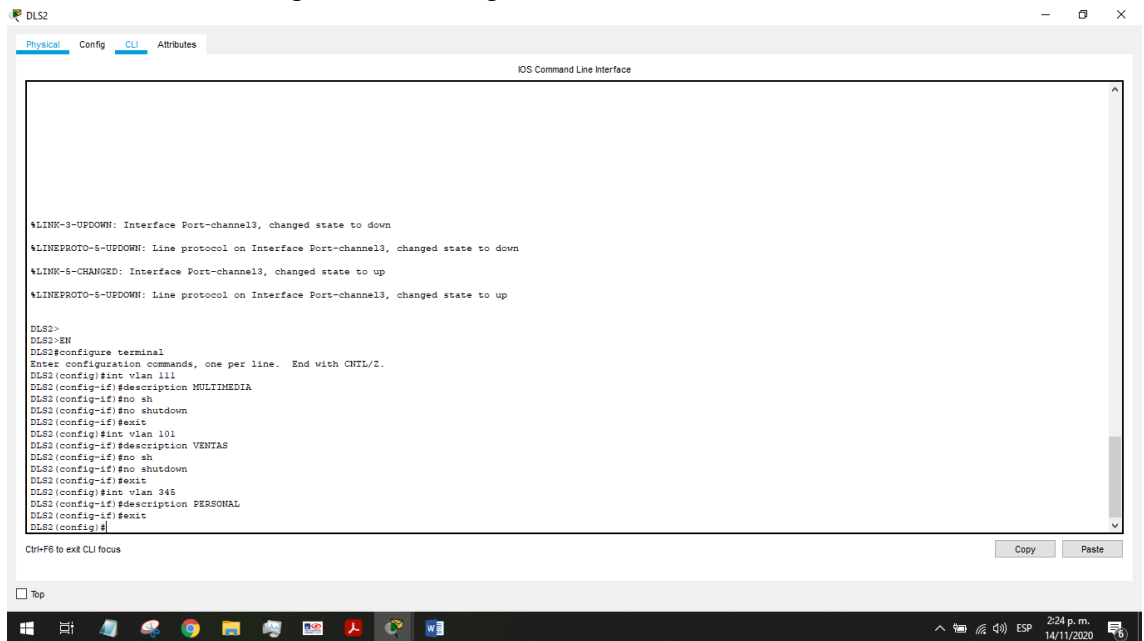 DLS2
Physical Config CLI Attributes
IOS Command Line Interface
%LINK-3-UPDOWN: Interface Port-channel3, changed state to down
%LINEPROTO-5-UPDOWN: Line protocol on Interface Port-channel3, changed state to down
%LINK-5-CHANGED: Interface Port-channel3, changed state to up
%LINEPROTO-5-UPDOWN: Line protocol on Interface Port-channel3, changed state to up
DLS2>
DLS2>EN
DLS2#configure terminal
Enter configuration commands, one per line. End with CNTL/Z.
DLS2(config)#int vlan 111
DLS2(config-if)#description MULTIMEDIA
DLS2(config-if)#no sh
DLS2(config-if)#no shutdown
DLS2(config-if)#exit
DLS2(config)#int vlan 101
DLS2(config-if)#description VENTAS
DLS2(config-if)#no sh
DLS2(config-if)#no shutdown
DLS2(config-if)#exit
DLS2(config)#int vlan 345
DLS2(config-if)#description PERSONAL
DLS2(config-if)#exit
DLS2(config)#
Ctrl+F6 to exit CLI focus
Copy Paste
Top
ESP
2:24 p. m.
14/11/2020
6